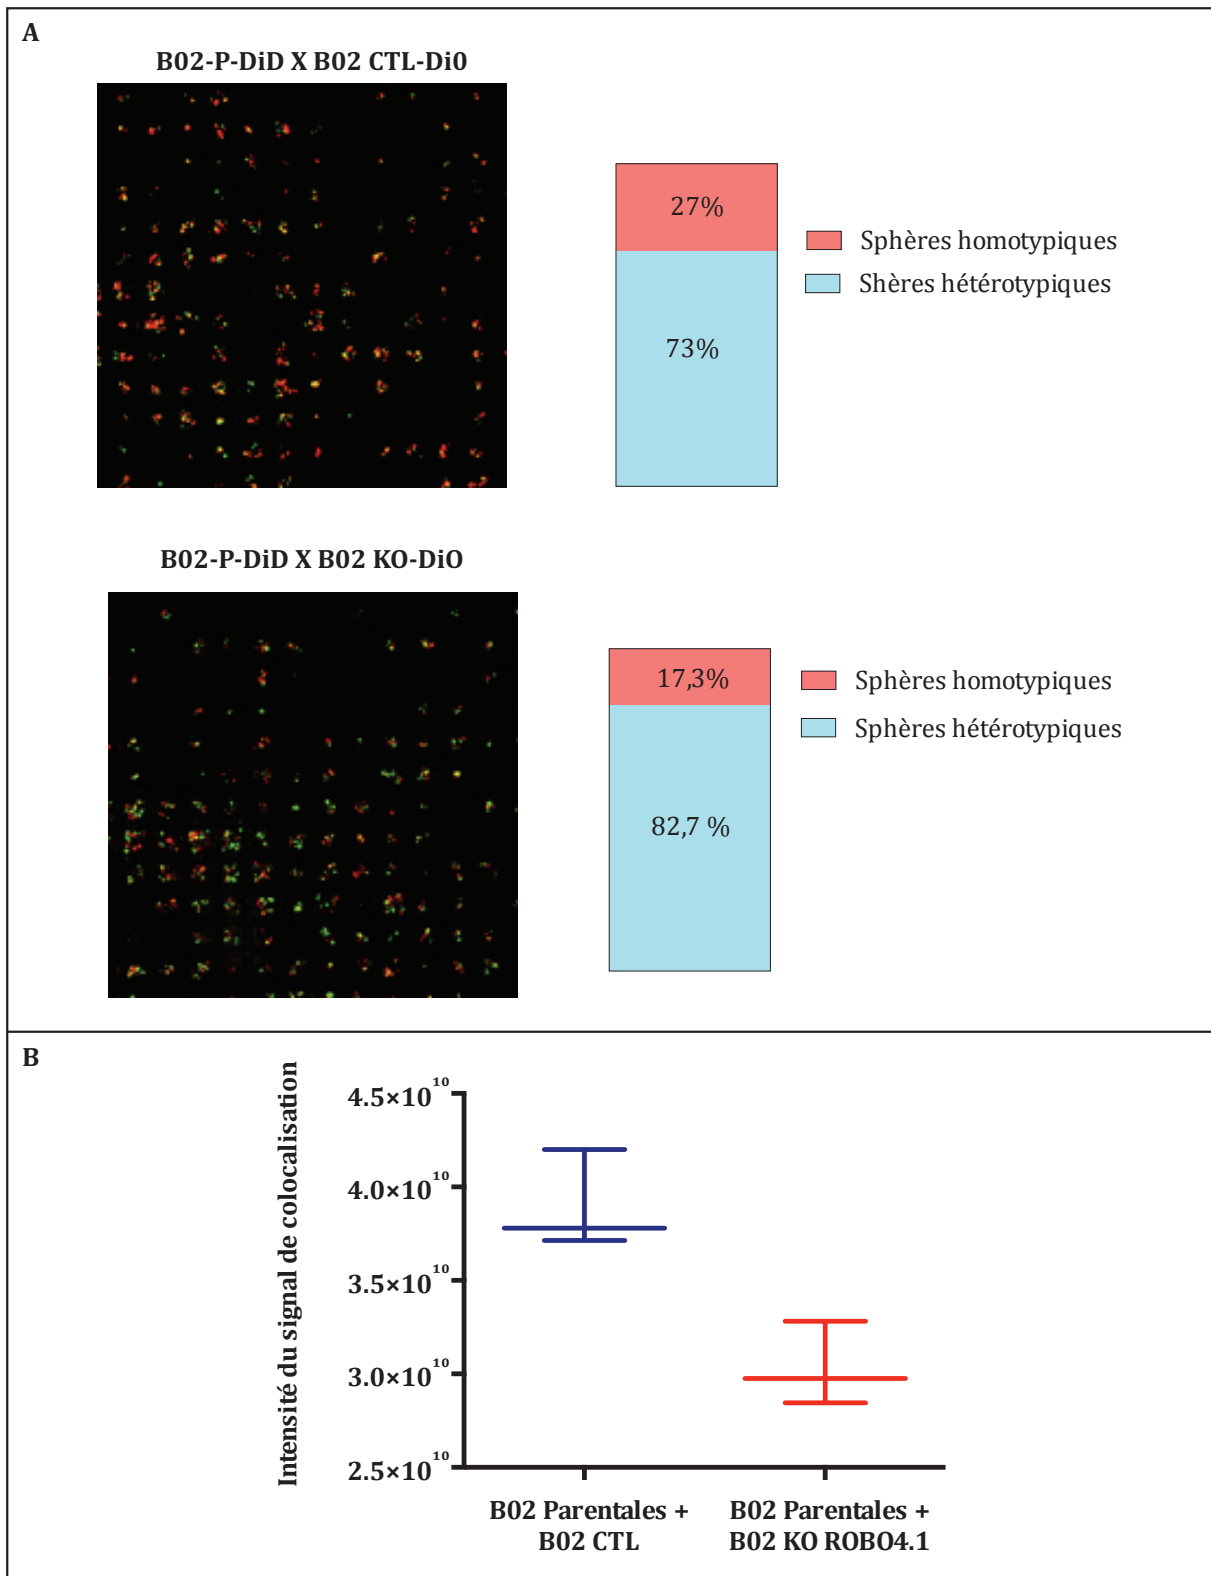 A
B02-P-DiD X B02 CTL-Di0
27%
73%
Sphères homotypiques
Shères hétérotypiques
B02-P-DiD X B02 KO-DiO
17,3%
82,7 %
Sphères homotypiques
Sphères hétérotypiques
B
Intensité du signal de colocalisation
4.5×10¹⁰
4.0×10¹⁰
3.5×10¹⁰
3.0×10¹⁰
2.5×10¹⁰
B02 Parentales +
B02 CTL
B02 Parentales +
B02 KO ROBO4.1